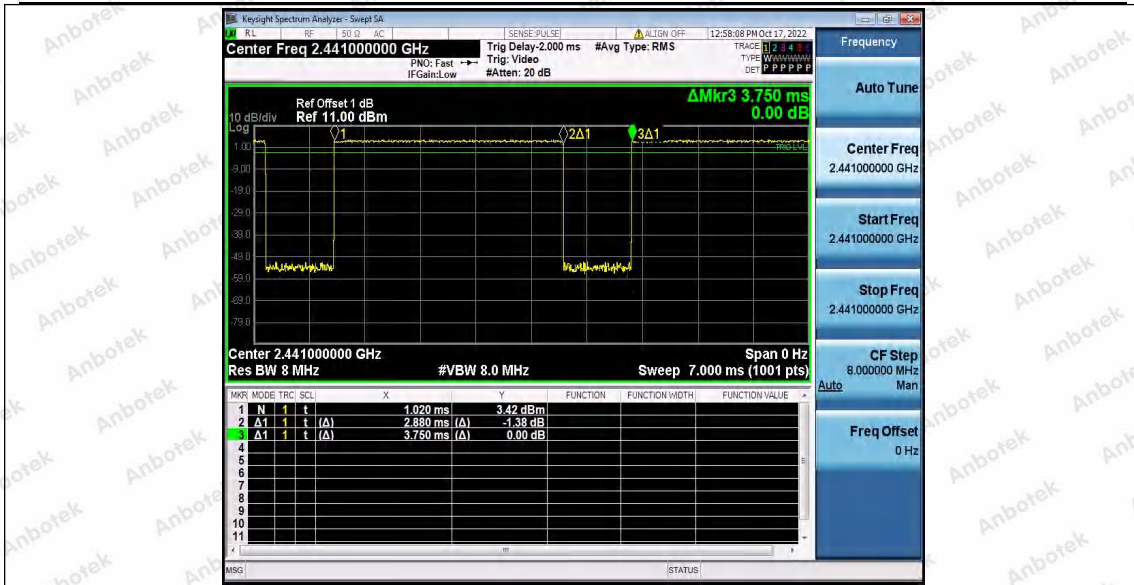 Keysight Spectrum Analyzer - Swept SA
RL RF 50 Ω AC SENSE:PULSE ALIGN OFF 12:58:08 PM Oct 17, 2022
Center Freq 2.441000000 GHz
Trig Delay-2.000 ms #Avg Type: RMS
PNO: Fast Trig: Video
IFGain:Low #Atten: 20 dB
TRACE 1 2 3 4 5 6
TYPE WWWWWW
DET P P P P P P
ΔMkr3 3.750 ms
0.00 dB
Ref Offset 1 dB
10 dB/div Ref 11.00 dBm
Log
1
2Δ1
3Δ1
TRIG LVL
1.00
-9.00
-19.0
-29.0
-39.0
-49.0
-59.0
-69.0
-79.0
Center 2.441000000 GHz Span 0 Hz
Res BW 8 MHz #VBW 8.0 MHz Sweep 7.000 ms (1001 pts)
MKR MODE TRC SCL X Y FUNCTION FUNCTION WIDTH FUNCTION VALUE
1 N 1 t 1.020 ms 3.42 dBm
2 Δ1 1 t (Δ) 2.880 ms (Δ) -1.38 dB
3 Δ1 1 t (Δ) 3.750 ms (Δ) 0.00 dB
4
5
6
7
8
9
10
11
MSG STATUS
Frequency
Auto Tune
Center Freq
2.441000000 GHz
Start Freq
2.441000000 GHz
Stop Freq
2.441000000 GHz
CF Step
8.000000 MHz
Auto Man
Freq Offset
0 Hz
Anbotek